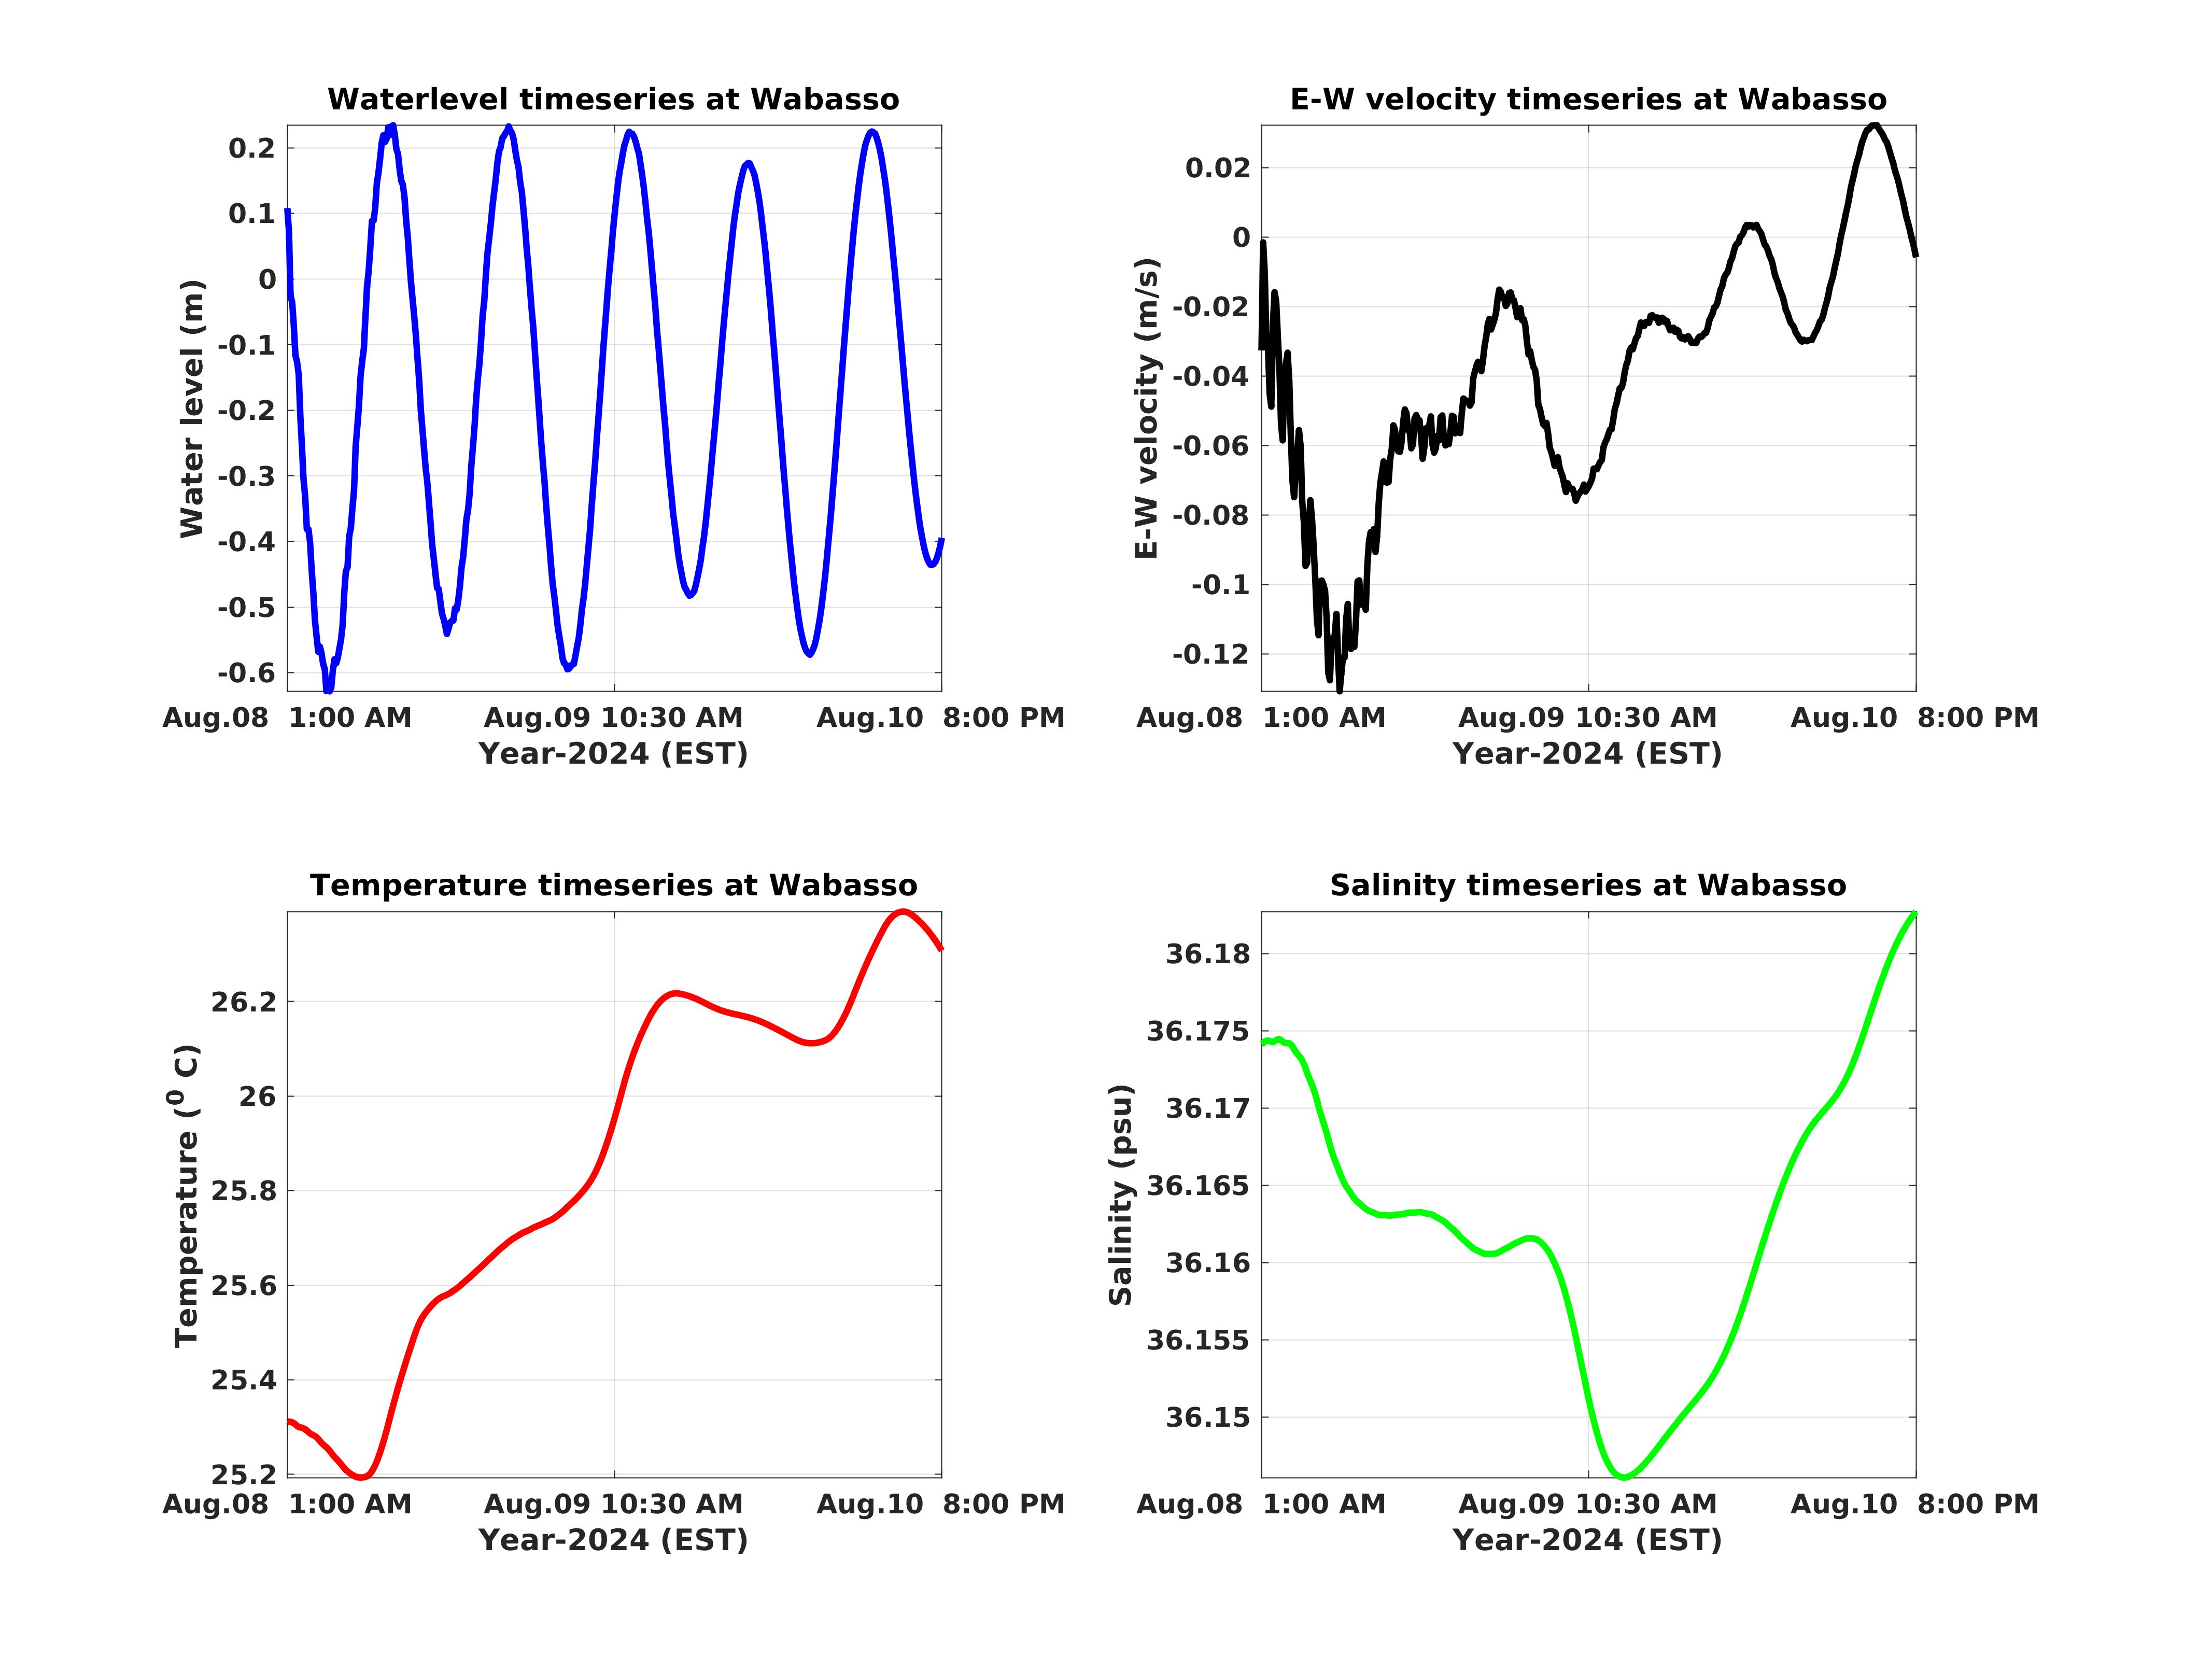 Waterlevel timeseries at Wabasso
0.2
0.1
0
-0.1
-0.2
-0.3
-0.4
-0.5
-0.6
Water level (m)
Aug.08 1:00 AM Aug.09 10:30 AM Aug.10 8:00 PM
Year-2024 (EST)
E-W velocity timeseries at Wabasso
0.02
0
-0.02
-0.04
-0.06
-0.08
-0.1
-0.12
E-W velocity (m/s)
Aug.08 1:00 AM Aug.09 10:30 AM Aug.10 8:00 PM
Year-2024 (EST)
Temperature timeseries at Wabasso
26.2
26
25.8
25.6
25.4
25.2
Temperature (⁰ C)
Aug.08 1:00 AM Aug.09 10:30 AM Aug.10 8:00 PM
Year-2024 (EST)
Salinity timeseries at Wabasso
36.18
36.175
36.17
36.165
36.16
36.155
36.15
Salinity (psu)
Aug.08 1:00 AM Aug.09 10:30 AM Aug.10 8:00 PM
Year-2024 (EST)